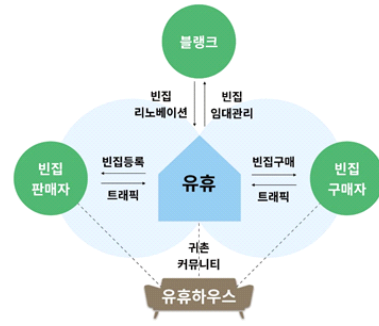 블랭크
빈집
리노베이션
빈집
임대관리
빈집
판매자
빈집등록
트래픽
유휴
빈집구매
트래픽
빈집
구매자
귀촌
커뮤니티
유휴하우스